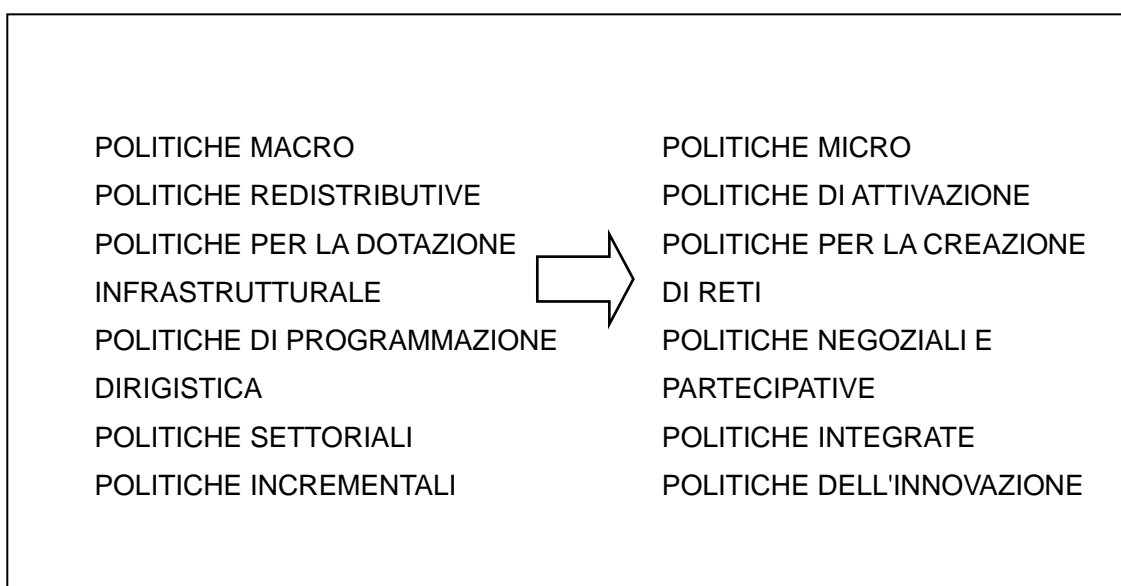 POLITICHE MACRO
POLITICHE REDISTRIBUTIVE
POLITICHE PER LA DOTAZIONE
INFRASTRUTTURALE
POLITICHE DI PROGRAMMAZIONE
DIRIGISTICA
POLITICHE SETTORIALI
POLITICHE INCREMENTALI
POLITICHE MICRO
POLITICHE DI ATTIVAZIONE
POLITICHE PER LA CREAZIONE
DI RETI
POLITICHE NEGOZIALI E
PARTECIPATIVE
POLITICHE INTEGRATE
POLITICHE DELL'INNOVAZIONE